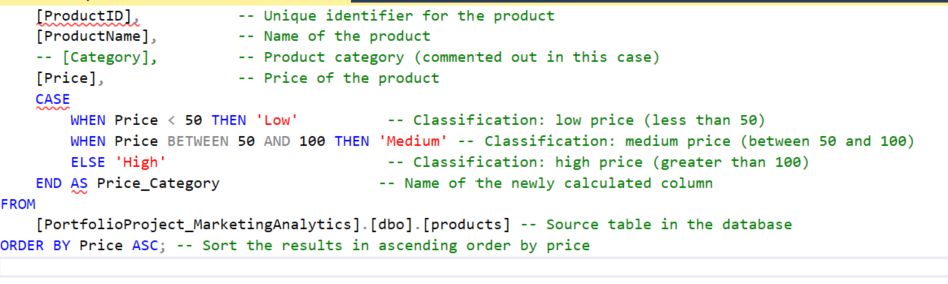 [ProductID], -- Unique identifier for the product
[ProductName], -- Name of the product
-- [Category], -- Product category (commented out in this case)
[Price], -- Price of the product
CASE
WHEN Price < 50 THEN 'Low' -- Classification: low price (less than 50)
WHEN Price BETWEEN 50 AND 100 THEN 'Medium' -- Classification: medium price (between 50 and 100)
ELSE 'High' -- Classification: high price (greater than 100)
END AS Price_Category -- Name of the newly calculated column
FROM
[PortfolioProject_MarketingAnalytics].[dbo].[products] -- Source table in the database
ORDER BY Price ASC; -- Sort the results in ascending order by price